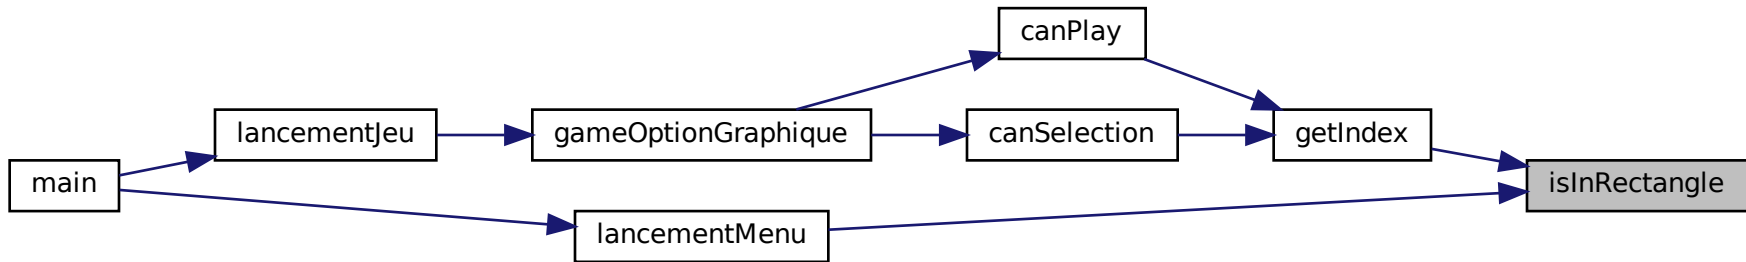 canPlay
lancementJeu
gameOptionGraphique
canSelection
getIndex
main
isInRectangle
lancementMenu